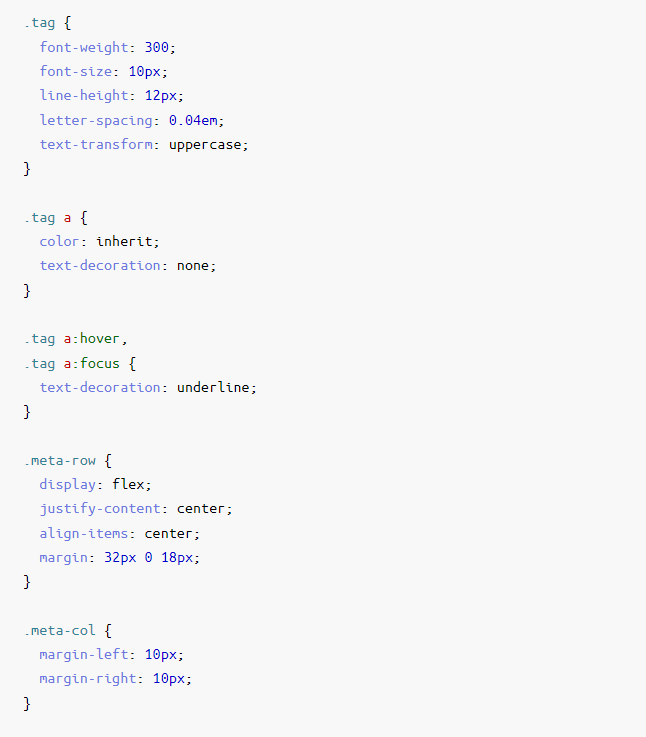 .tag {
  font-weight: 300;
  font-size: 10px;
  line-height: 12px;
  letter-spacing: 0.04em;
  text-transform: uppercase;
}

.tag a {
  color: inherit;
  text-decoration: none;
}

.tag a:hover,
.tag a:focus {
  text-decoration: underline;
}

.meta-row {
  display: flex;
  justify-content: center;
  align-items: center;
  margin: 32px 0 18px;
}

.meta-col {
  margin-left: 10px;
  margin-right: 10px;
}